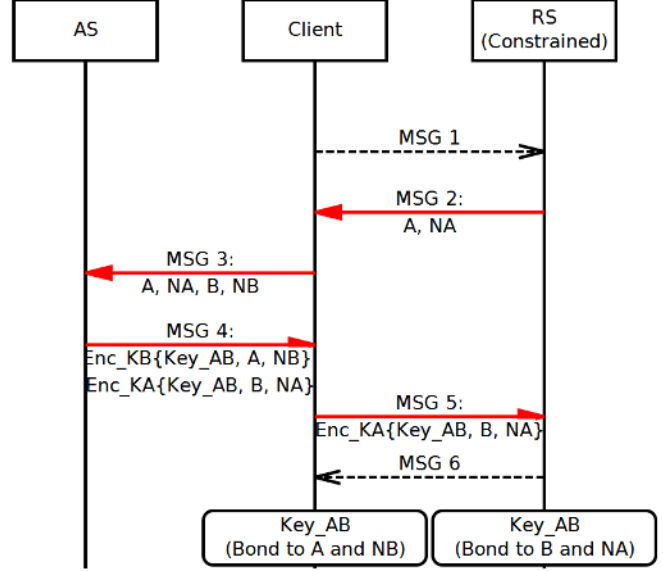 AS
Client
RS
(Constrained)
MSG 1
MSG 2:
A, NA
MSG 3:
A, NA, B, NB
MSG 4:
Enc_KB{Key_AB, A, NB}
Enc_KA{Key_AB, B, NA}
MSG 5:
Enc_KA{Key_AB, B, NA}
MSG 6
Key_AB
(Bond to A and NB)
Key_AB
(Bond to B and NA)